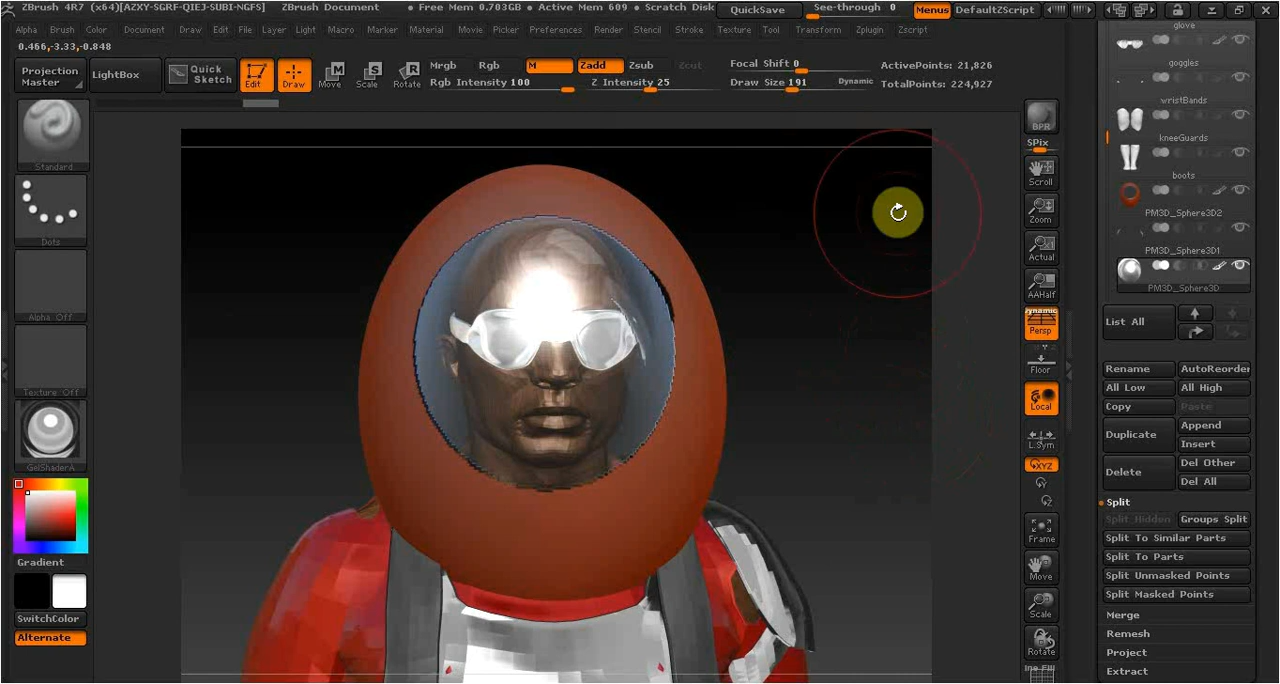 ZBrush 4R7 (x64)[AZXY-SGRF-QIEJ-SUBI-NGFS] ZBrush Document • Free Mem 0.703GB • Active Mem 609 • Scratch Disk QuickSave See-through 0 Menus DefaultZScript
Alpha Brush Color Document Draw Edit File Layer Light Macro Marker Material Movie Picker Preferences Render Stencil Stroke Texture Tool Transform Zplugin Zscript
0.466,-3.33,-0.848
Projection Master
LightBox
Quick Sketch
Edit
Draw
Move
Scale
Rotate
Mrgb Rgb M Zadd Zsub Zcut
Rgb Intensity 100 Z Intensity 25
Focal Shift 0
Draw Size 191 Dynamic
ActivePoints: 21,826
TotalPoints: 224,927
Standard
Dots
Alpha Off
Texture Off
GelShaderA
Gradient
SwitchColor
Alternate
BPR
SPix
Scroll
Zoom
Actual
AAHalf
Dynamic
Persp
Floor
Local
L.Sym
XYZ
Y
Z
Frame
Move
Scale
Rotate
Line Fill
glove
goggles
wristBands
kneeGuards
boots
PM3D_Sphere3D2
PM3D_Sphere3D1
PM3D_Sphere3D
List All
Rename AutoReorder
All Low All High
Copy Paste
Duplicate Append
Insert
Delete Del Other
Del All
Split
Split Hidden Groups Split
Split To Similar Parts
Split To Parts
Split Unmasked Points
Split Masked Points
Merge
Remesh
Project
Extract